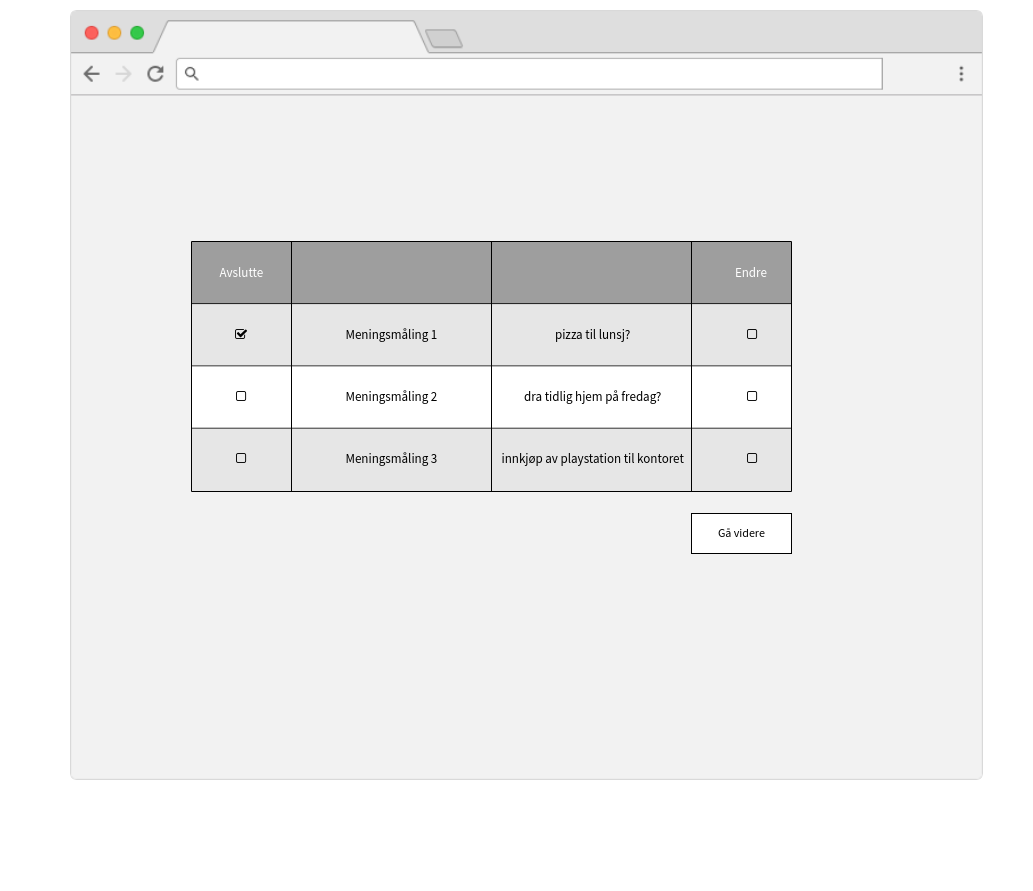 Avslutte Endre
Meningsmåling 1 pizza til lunsj?
Meningsmåling 2 dra tidlig hjem på fredag?
Meningsmåling 3 innkjøp av playstation til kontoret
Gå videre